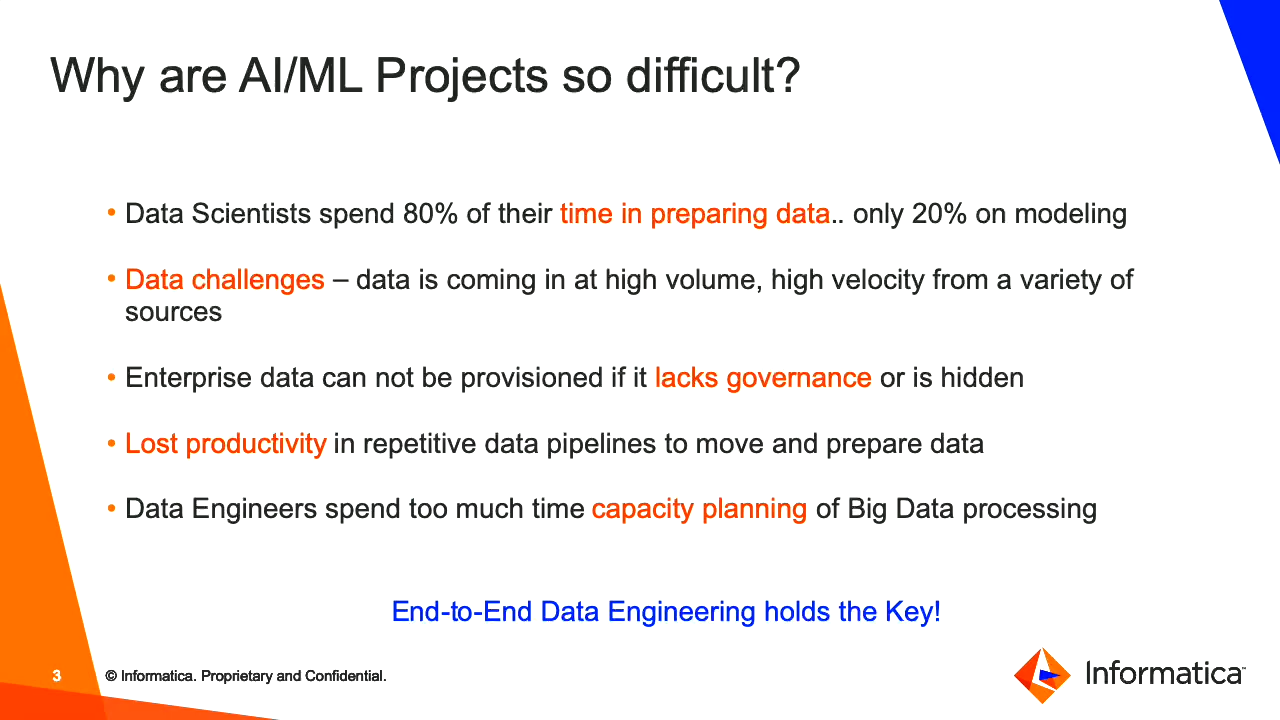 Why are AI/ML Projects so difficult?
• Data Scientists spend 80% of their time in preparing data.. only 20% on modeling
• Data challenges – data is coming in at high volume, high velocity from a variety of
sources
• Enterprise data can not be provisioned if it lacks governance or is hidden
• Lost productivity in repetitive data pipelines to move and prepare data
• Data Engineers spend too much time capacity planning of Big Data processing
End-to-End Data Engineering holds the Key!
3
© Informatica. Proprietary and Confidential.
Informatica™